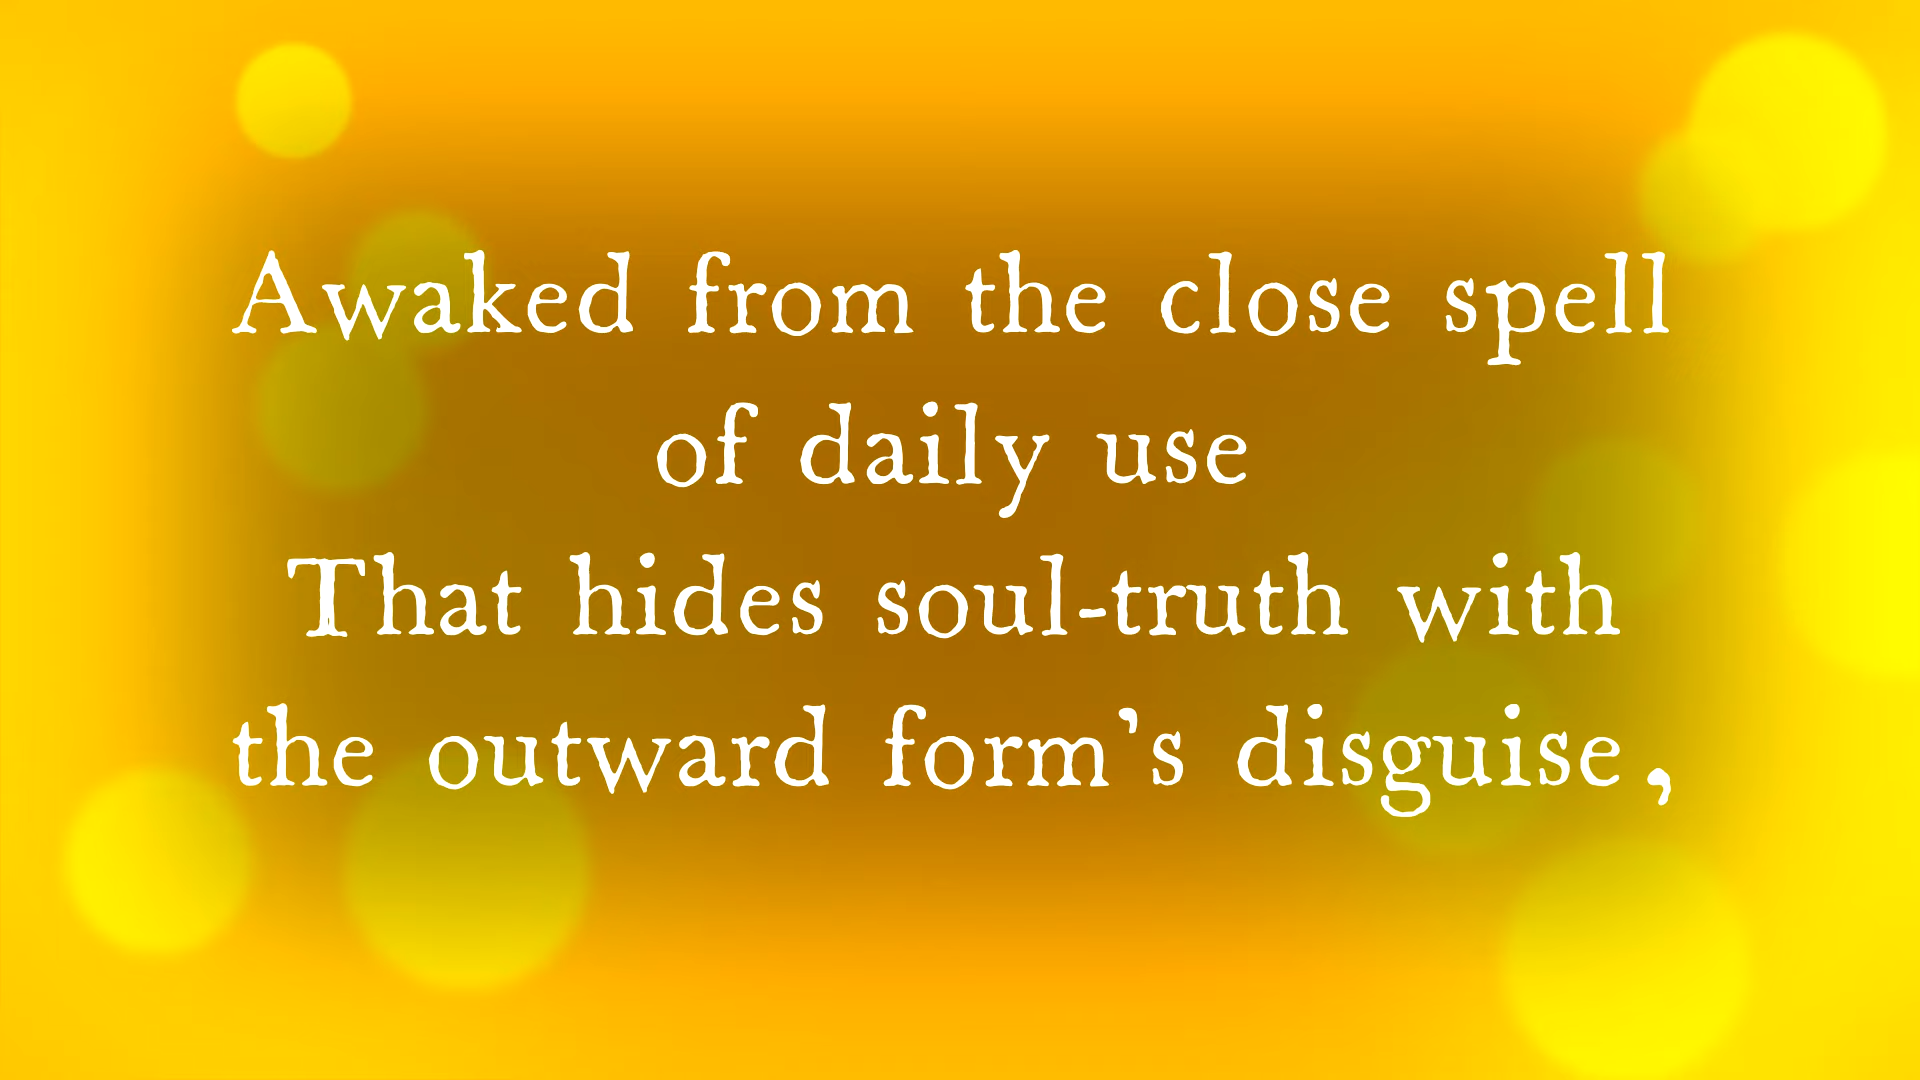 Awaked from the close spell
of daily use
That hides soul-truth with
the outward form's disguise,